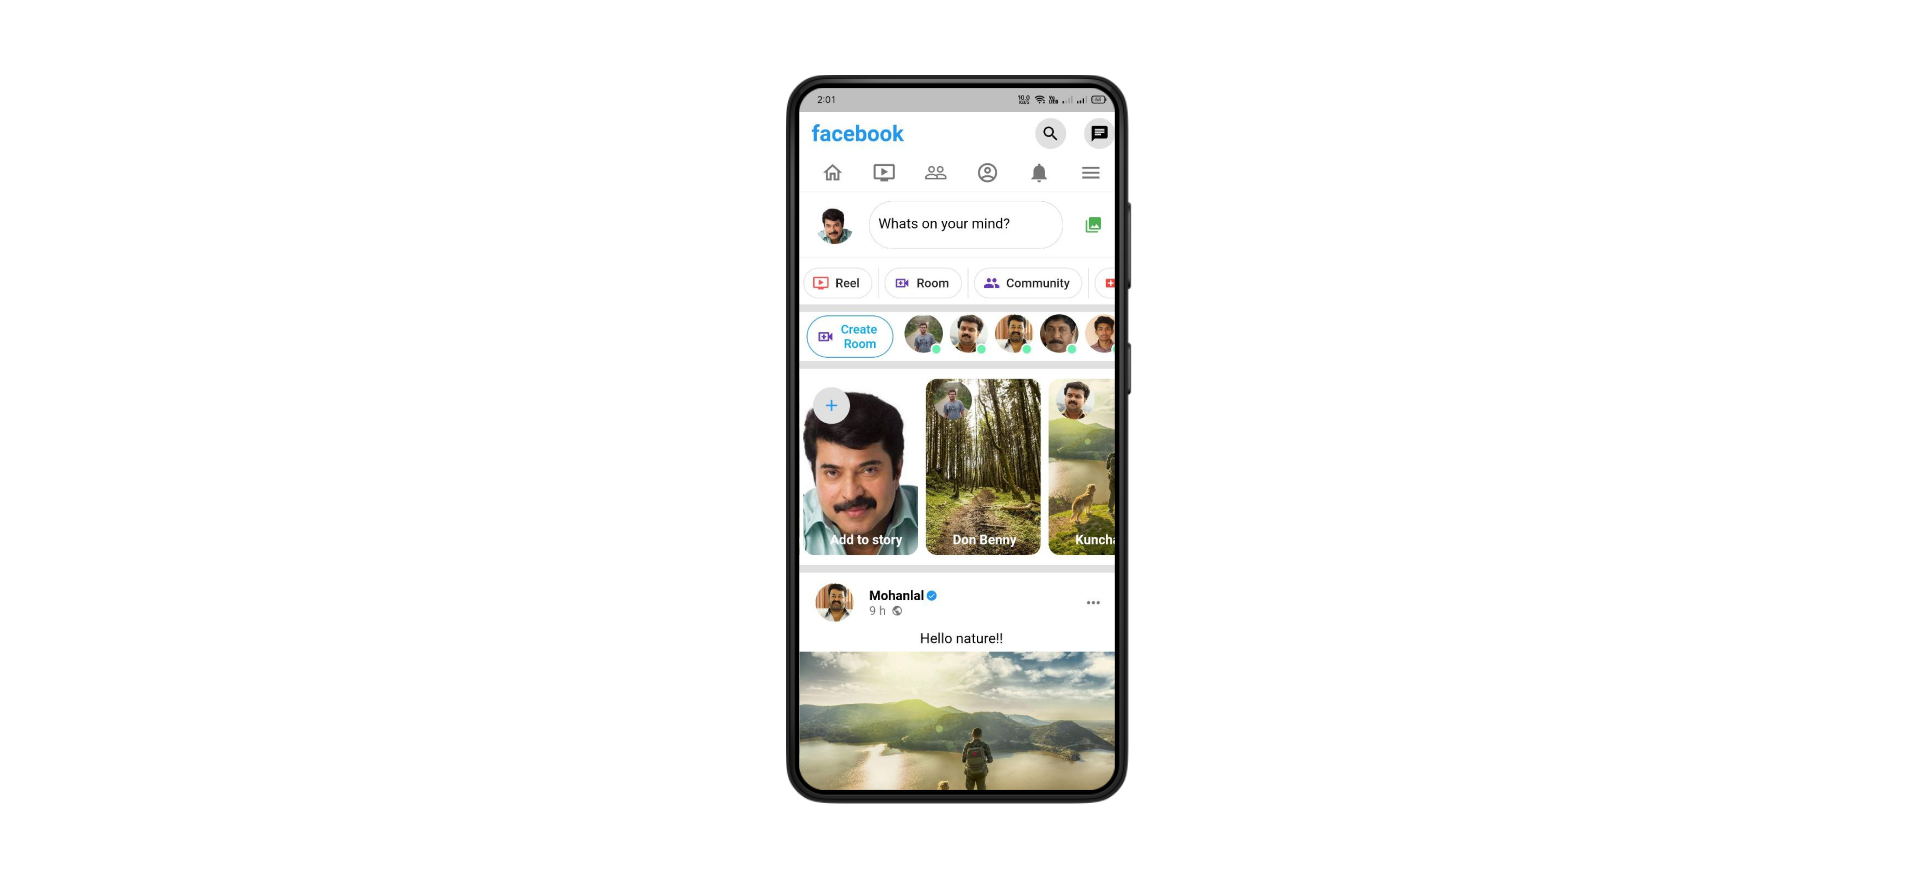 2:01
facebook
Whats on your mind?
Reel
Room
Community
Create
Room
Add to story
Don Benny
Kuncha
Mohanlal
9 h
Hello nature!!